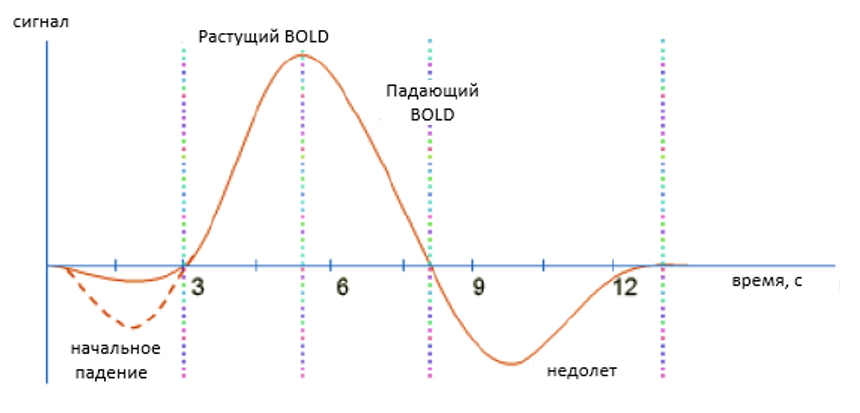 сигнал
Растущий BOLD
Падающий
BOLD
3
6
9
12
время, с
начальное
падение
недолет